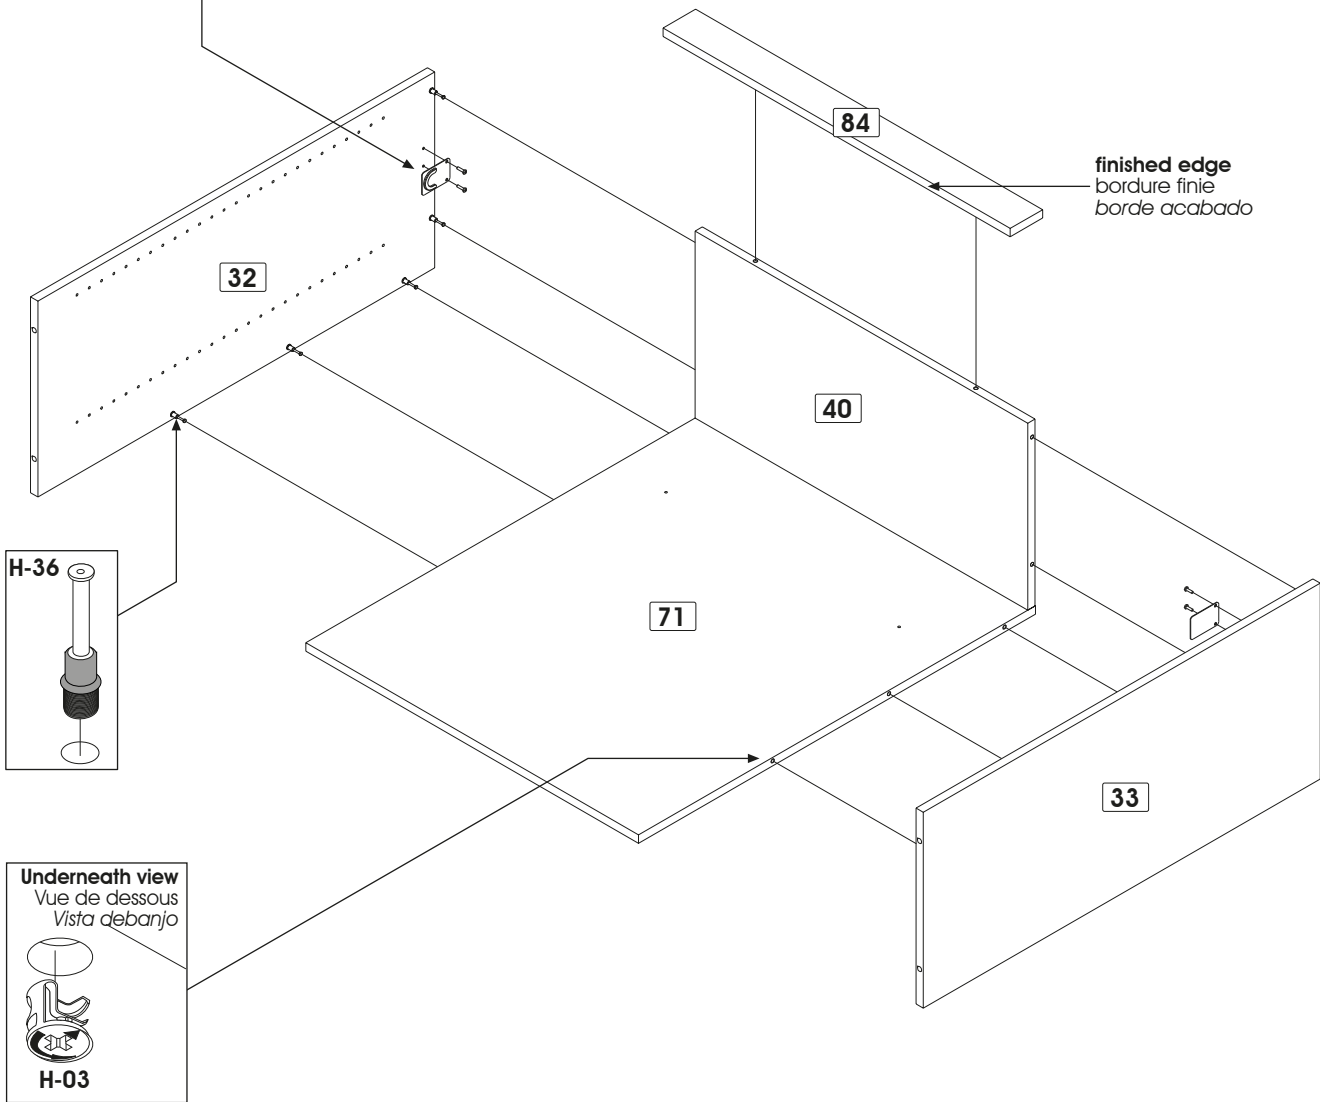 84
finished edge
bordure finie
borde acabado
32
40
H-36
71
33
Underneath view
Vue de dessous
Vista debanjo
H-03